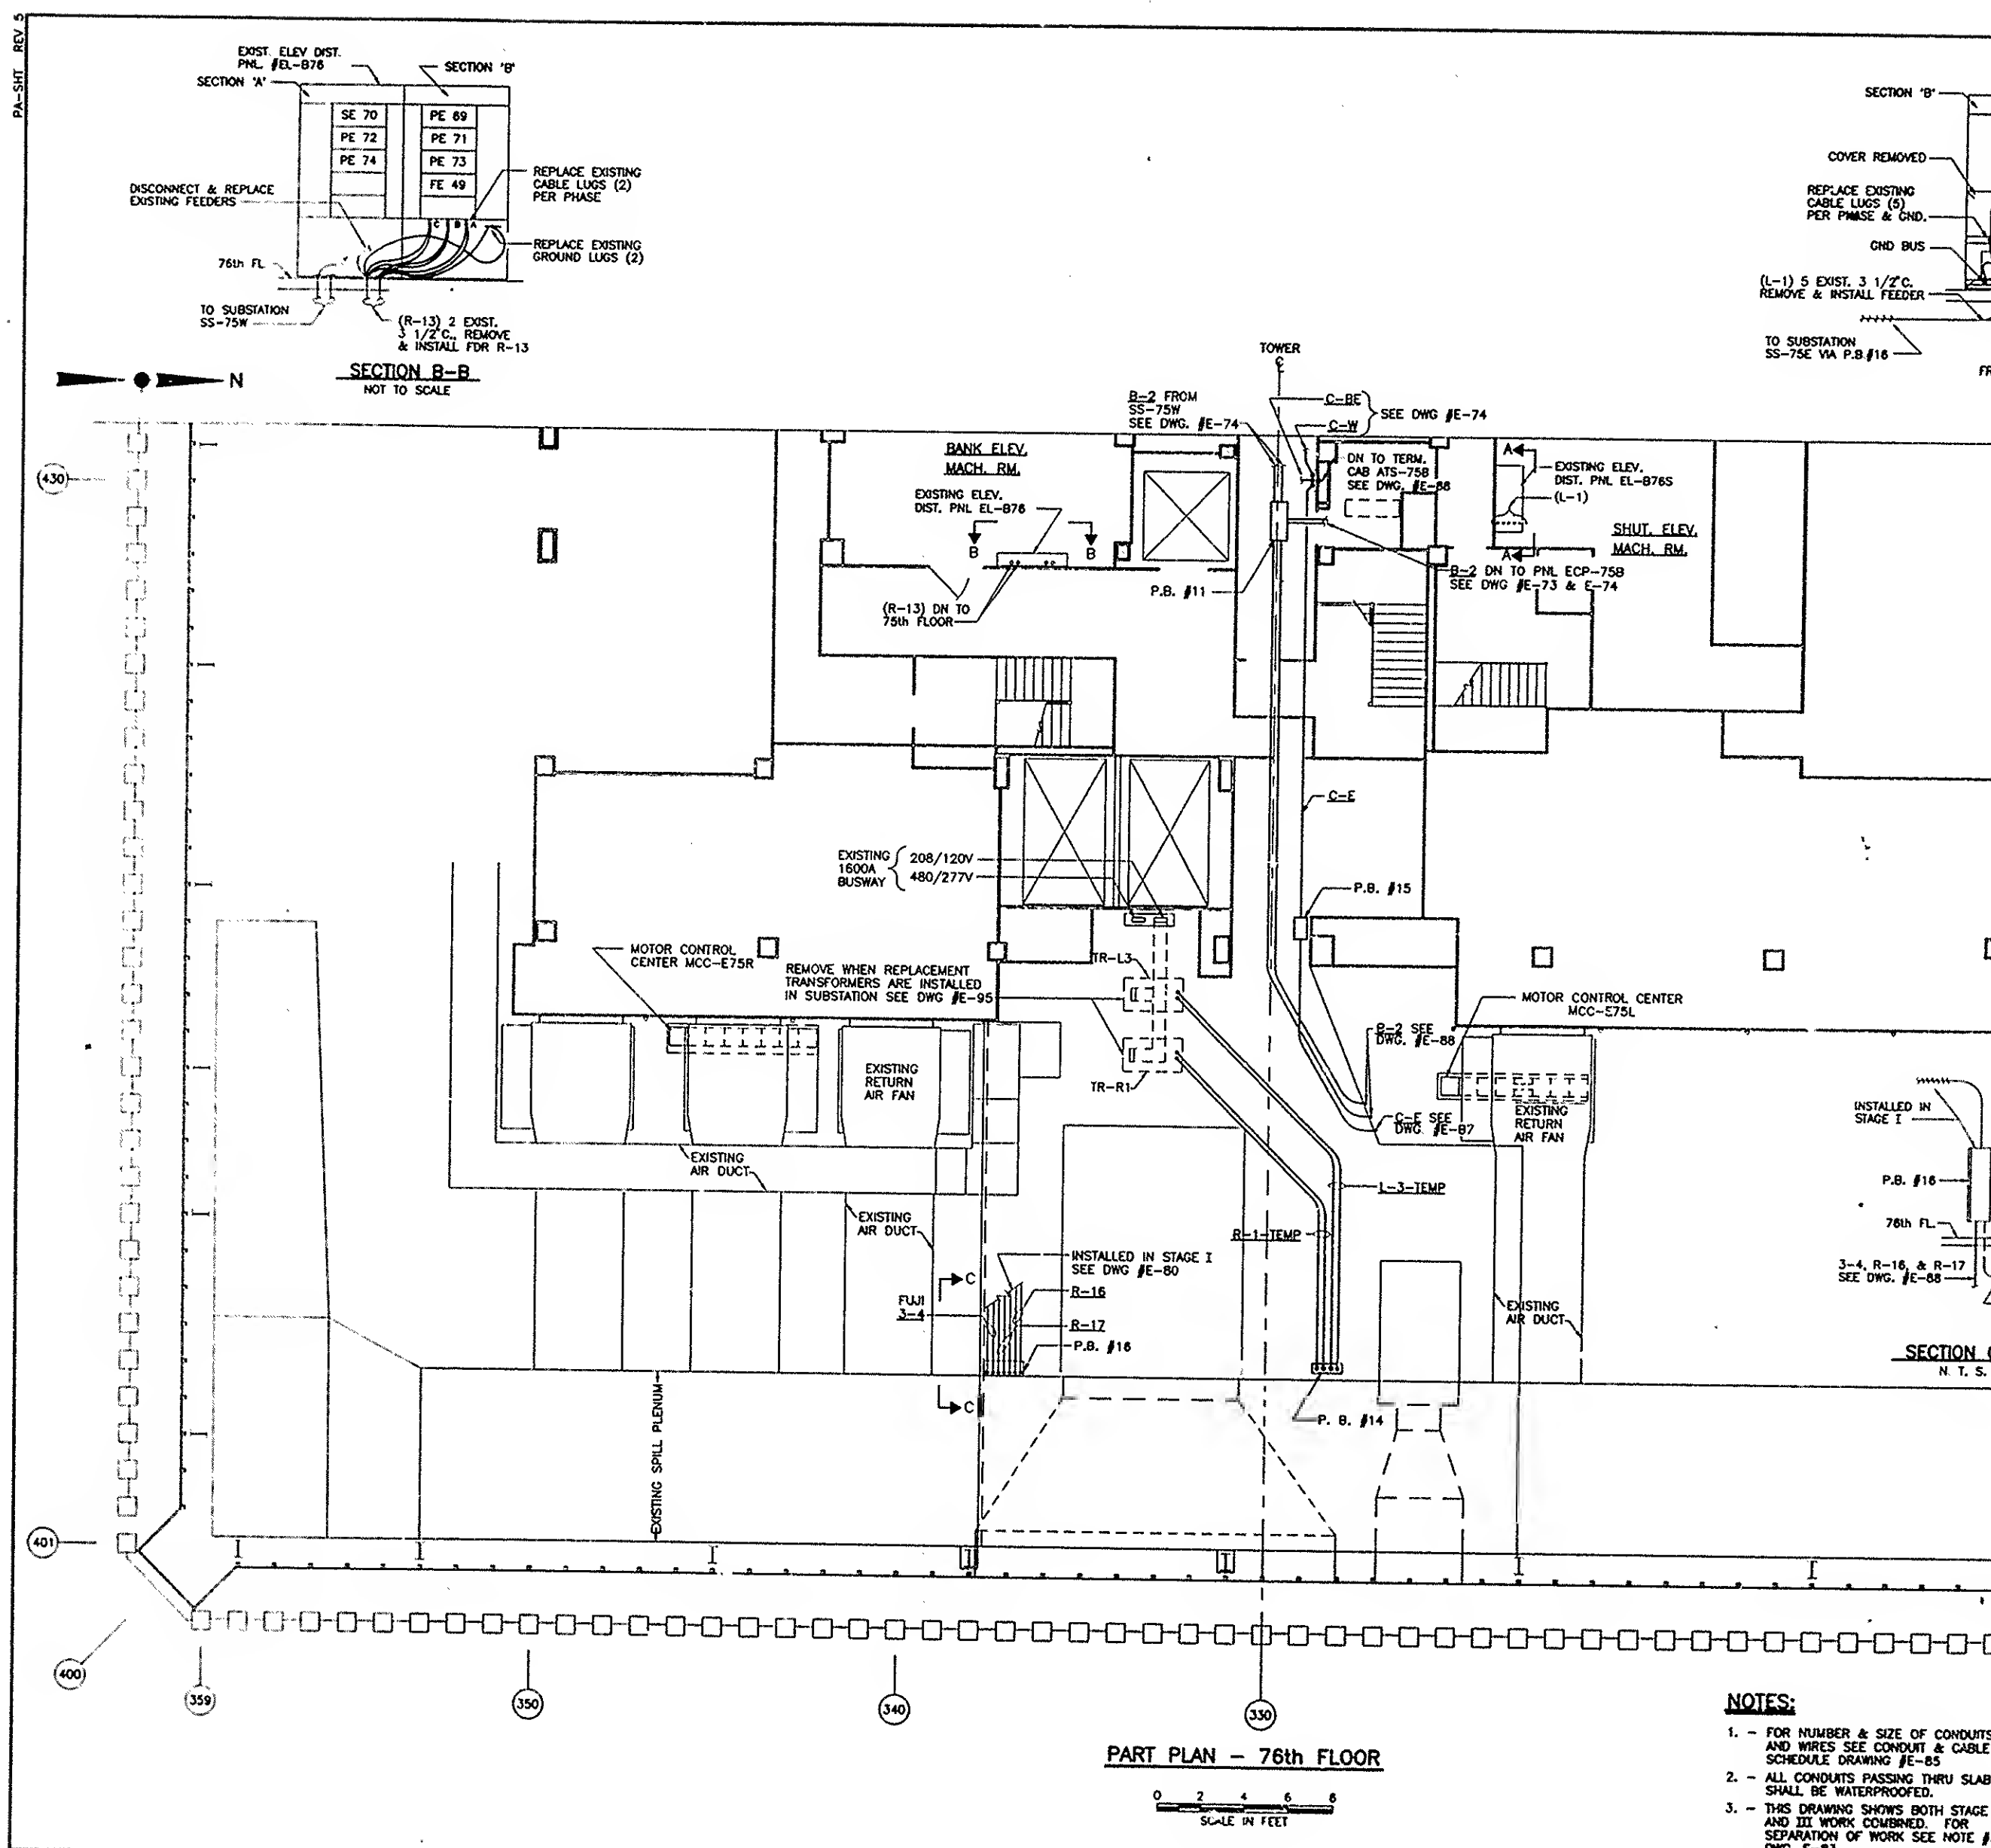 PA-SHT REV 5
EXIST. ELEV DIST.
PNL. #EL-B76
SECTION 'A'
SECTION 'B'
SE 70
PE 72
PE 74
PE 69
PE 71
PE 73
FE 49
C B A
DISCONNECT & REPLACE
EXISTING FEEDERS
REPLACE EXISTING
CABLE LUGS (2)
PER PHASE
REPLACE EXISTING
GROUND LUGS (2)
76th FL
TO SUBSTATION
SS-75W
(R-13) 2 EXIST.
3 1/2"C., REMOVE
& INSTALL FDR R-13
SECTION B-B
NOT TO SCALE
N
SECTION 'B'
COVER REMOVED
REPLACE EXISTING
CABLE LUGS (5)
PER PHASE & GND.
GND BUS
(L-1) 5 EXIST. 3 1/2"C.
REMOVE & INSTALL FEEDER
TO SUBSTATION
SS-75E VIA P.B.#16
FR
TOWER
℄
B-2 FROM
SS-75W
SEE DWG. #E-74
C-BE
C-W
SEE DWG #E-74
DN TO TERM.
CAB ATS-75B
SEE DWG. #E-88
BANK ELEV.
MACH. RM.
EXISTING ELEV.
DIST. PNL EL-B76
B
B
(R-13) DN TO
75th FLOOR
P.B. #11
A
EXISTING ELEV.
DIST. PNL EL-B76S
(L-1)
A
SHUT. ELEV.
MACH. RM.
B-2 DN TO PNL ECP-75B
SEE DWG #E-73 & E-74
430
C-E
EXISTING
1600A
BUSWAY
208/120V
480/277V
P.B. #15
MOTOR CONTROL
CENTER MCC-E75R
REMOVE WHEN REPLACEMENT
TRANSFORMERS ARE INSTALLED
IN SUBSTATION SEE DWG #E-95
TR-L3
TR-R1
MOTOR CONTROL CENTER
MCC-E75L
B-2 SEE
DWG. #E-88
C-E SEE
DWG. #E-87
EXISTING
RETURN
AIR FAN
EXISTING
RETURN
AIR FAN
EXISTING
AIR DUCT
EXISTING
AIR DUCT
L-3-TEMP
R-1-TEMP
C
INSTALLED IN STAGE I
SEE DWG #E-80
FUJI
3-4
R-16
R-17
P.B. #16
C
P. B. #14
EXISTING
AIR DUCT
EXISTING SPILL PLENUM
INSTALLED IN
STAGE I
P.B. #16
76th FL.
3-4, R-16, & R-17
SEE DWG. #E-88
SECTION
N. T. S.
401
400
359
350
340
330
PART PLAN - 76th FLOOR
0 2 4 6 8
SCALE IN FEET
NOTES:
1. - FOR NUMBER & SIZE OF CONDUITS
AND WIRES SEE CONDUIT & CABLE
SCHEDULE DRAWING #E-85
2. - ALL CONDUITS PASSING THRU SLAB
SHALL BE WATERPROOFED.
3. - THIS DRAWING SHOWS BOTH STAGE
AND III WORK COMBINED. FOR
SEPARATION OF WORK SEE NOTE #